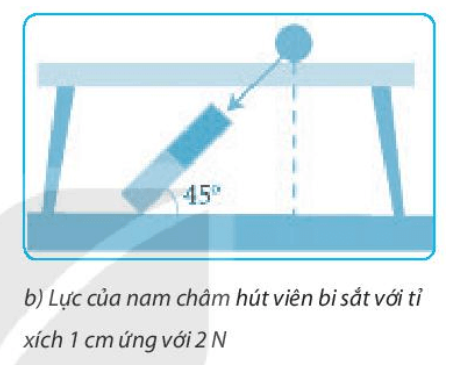 45°
b) Lực của nam châm hút viên bi sắt với tỉ
xích 1 cm ứng với 2 N